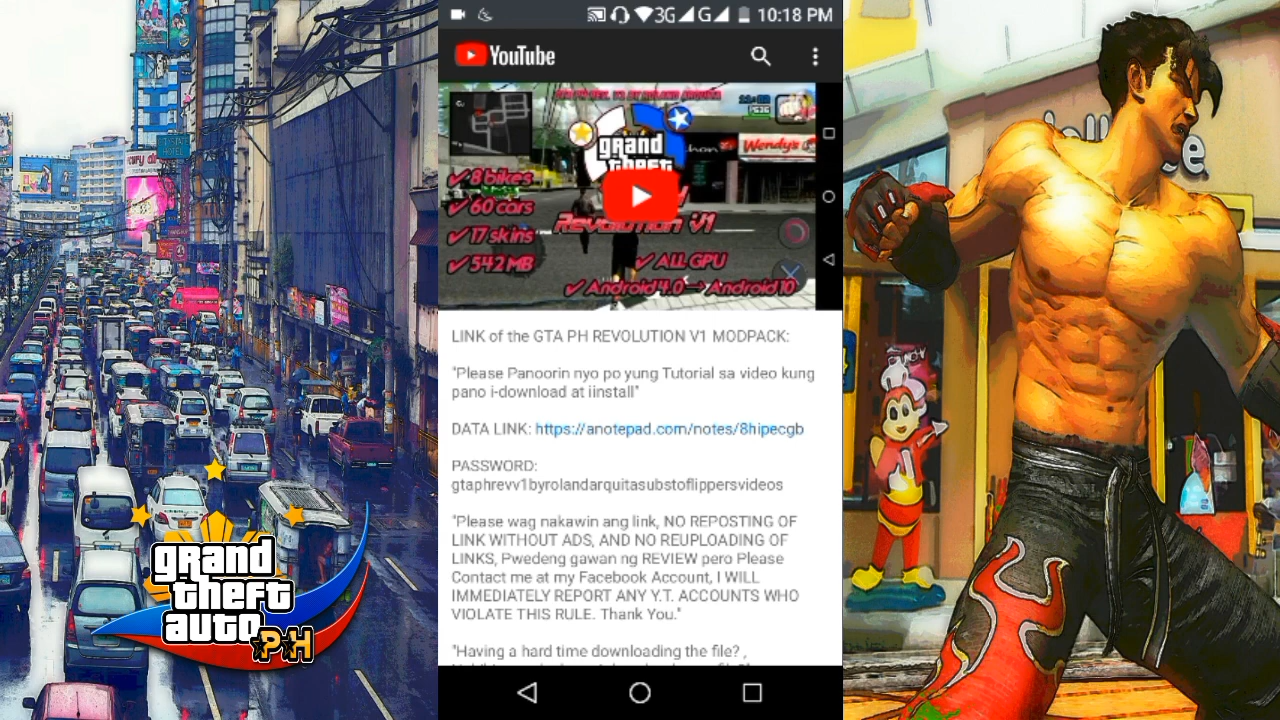 10:18 PM
3G
G
YouTube
grand
theft
Wendy's
✓ 8 bikes
✓ 60 cars
✓ 17 skins
✓ 542 MB
Revolution V1
✓ ALL GPU
✓ Android 4.0 → Android 10
LINK of the GTA PH REVOLUTION V1 MODPACK:
"Please Panoorin nyo po yung Tutorial sa video kung
pano i-download at iinstall"
DATA LINK: https://anotepad.com/notes/8hipecgb
PASSWORD:
gtaphrevv1byrolandarquitasubstoflippersvideos
"Please wag nakawin ang link, NO REPOSTING OF
LINK WITHOUT ADS, AND NO REUPLOADING OF
LINKS, Pwedeng gawan ng REVIEW pero Please
Contact me at my Facebook Account, I WILL
IMMEDIATELY REPORT ANY Y.T. ACCOUNTS WHO
VIOLATE THIS RULE. Thank You."
"Having a hard time downloading the file? ,
grand
theft
auto
PH